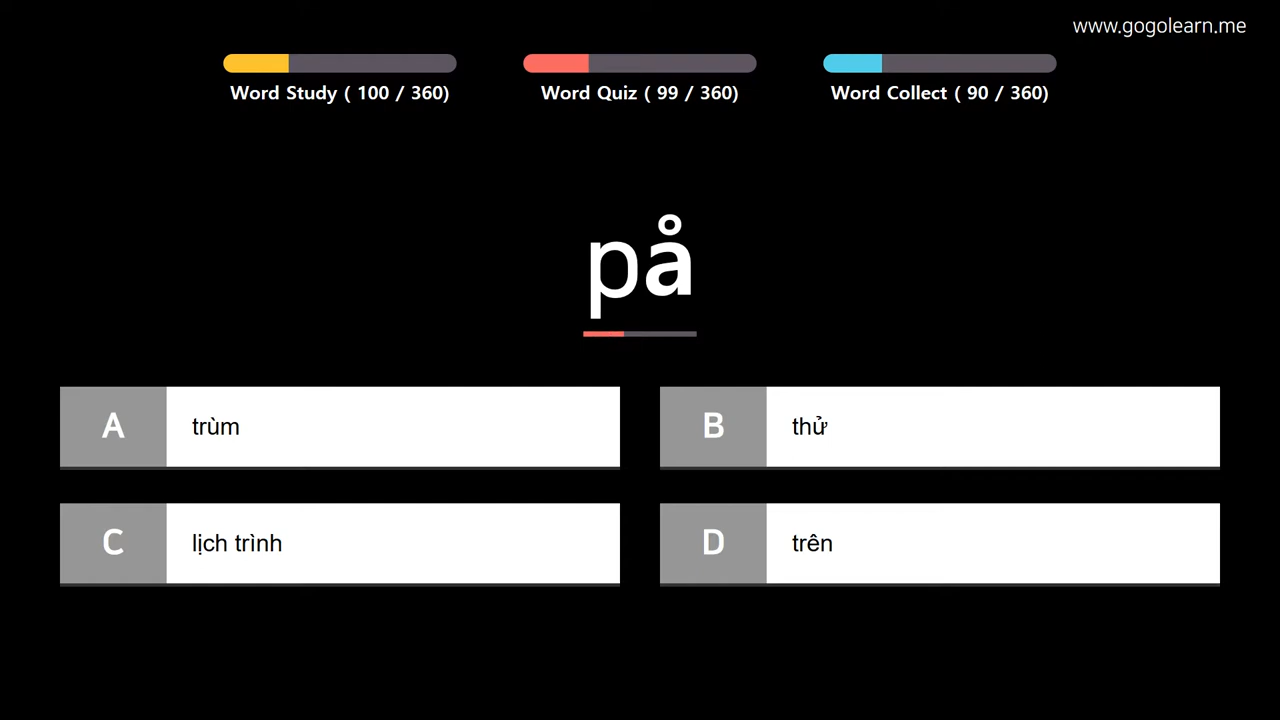 www.gogolearn.me
Word Study ( 100 / 360)
Word Quiz ( 99 / 360)
Word Collect ( 90 / 360)
på
A trùm
B thử
C lịch trình
D trên